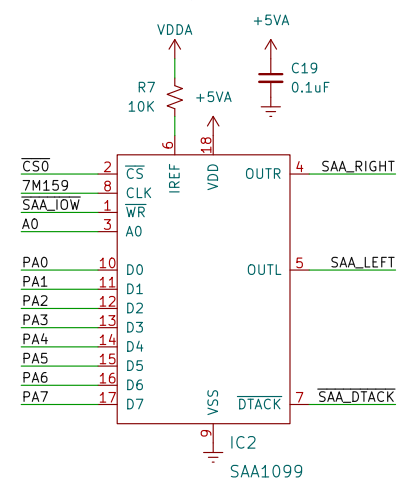 +5VA
VDDA
R7
10K
C19
0.1uF
+5VA
6
18
CS0
2
CS
IREF
VDD
OUTR
4
SAA_RIGHT
7M159
8
CLK
SAA_IOW
1
WR
A0
3
A0
PA0
10
D0
OUTL
5
SAA_LEFT
PA1
11
D1
PA2
12
D2
PA3
13
D3
PA4
14
D4
PA5
15
D5
PA6
16
D6
PA7
17
D7
VSS
DTACK
7
SAA_DTACK
9
IC2
SAA1099